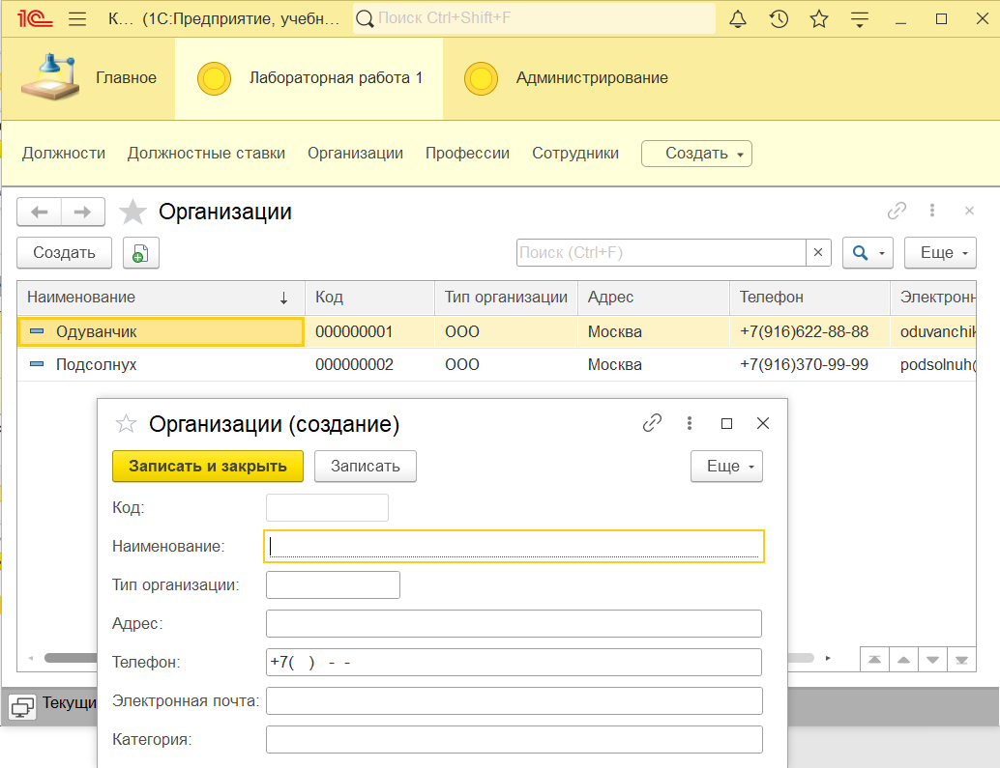 1С К... (1С:Предприятие, учебн... Поиск Ctrl+Shift+F
Главное Лабораторная работа 1 Администрирование
Должности Должностные ставки Организации Профессии Сотрудники Создать
Организации
Создать Поиск (Ctrl+F) × Еще
Наименование ↓ Код Тип организации Адрес Телефон Электронн
Одуванчик 000000001 ООО Москва +7(916)622-88-88 oduvanchik
Подсолнух 000000002 ООО Москва +7(916)370-99-99 podsolnuh@
Организации (создание)
Записать и закрыть Записать Еще
Код:
Наименование:
Тип организации:
Адрес:
Телефон: +7( ) - -
Электронная почта:
Категория:
Текущи